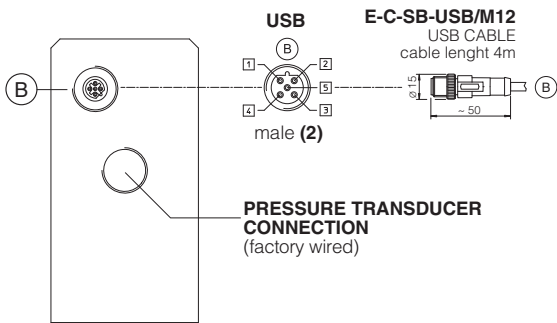 USB
B
1
2
5
4
3
male (2)
E-C-SB-USB/M12
USB CABLE
cable lenght 4m
ø 15
~ 50
B
B
PRESSURE TRANSDUCER
CONNECTION
(factory wired)